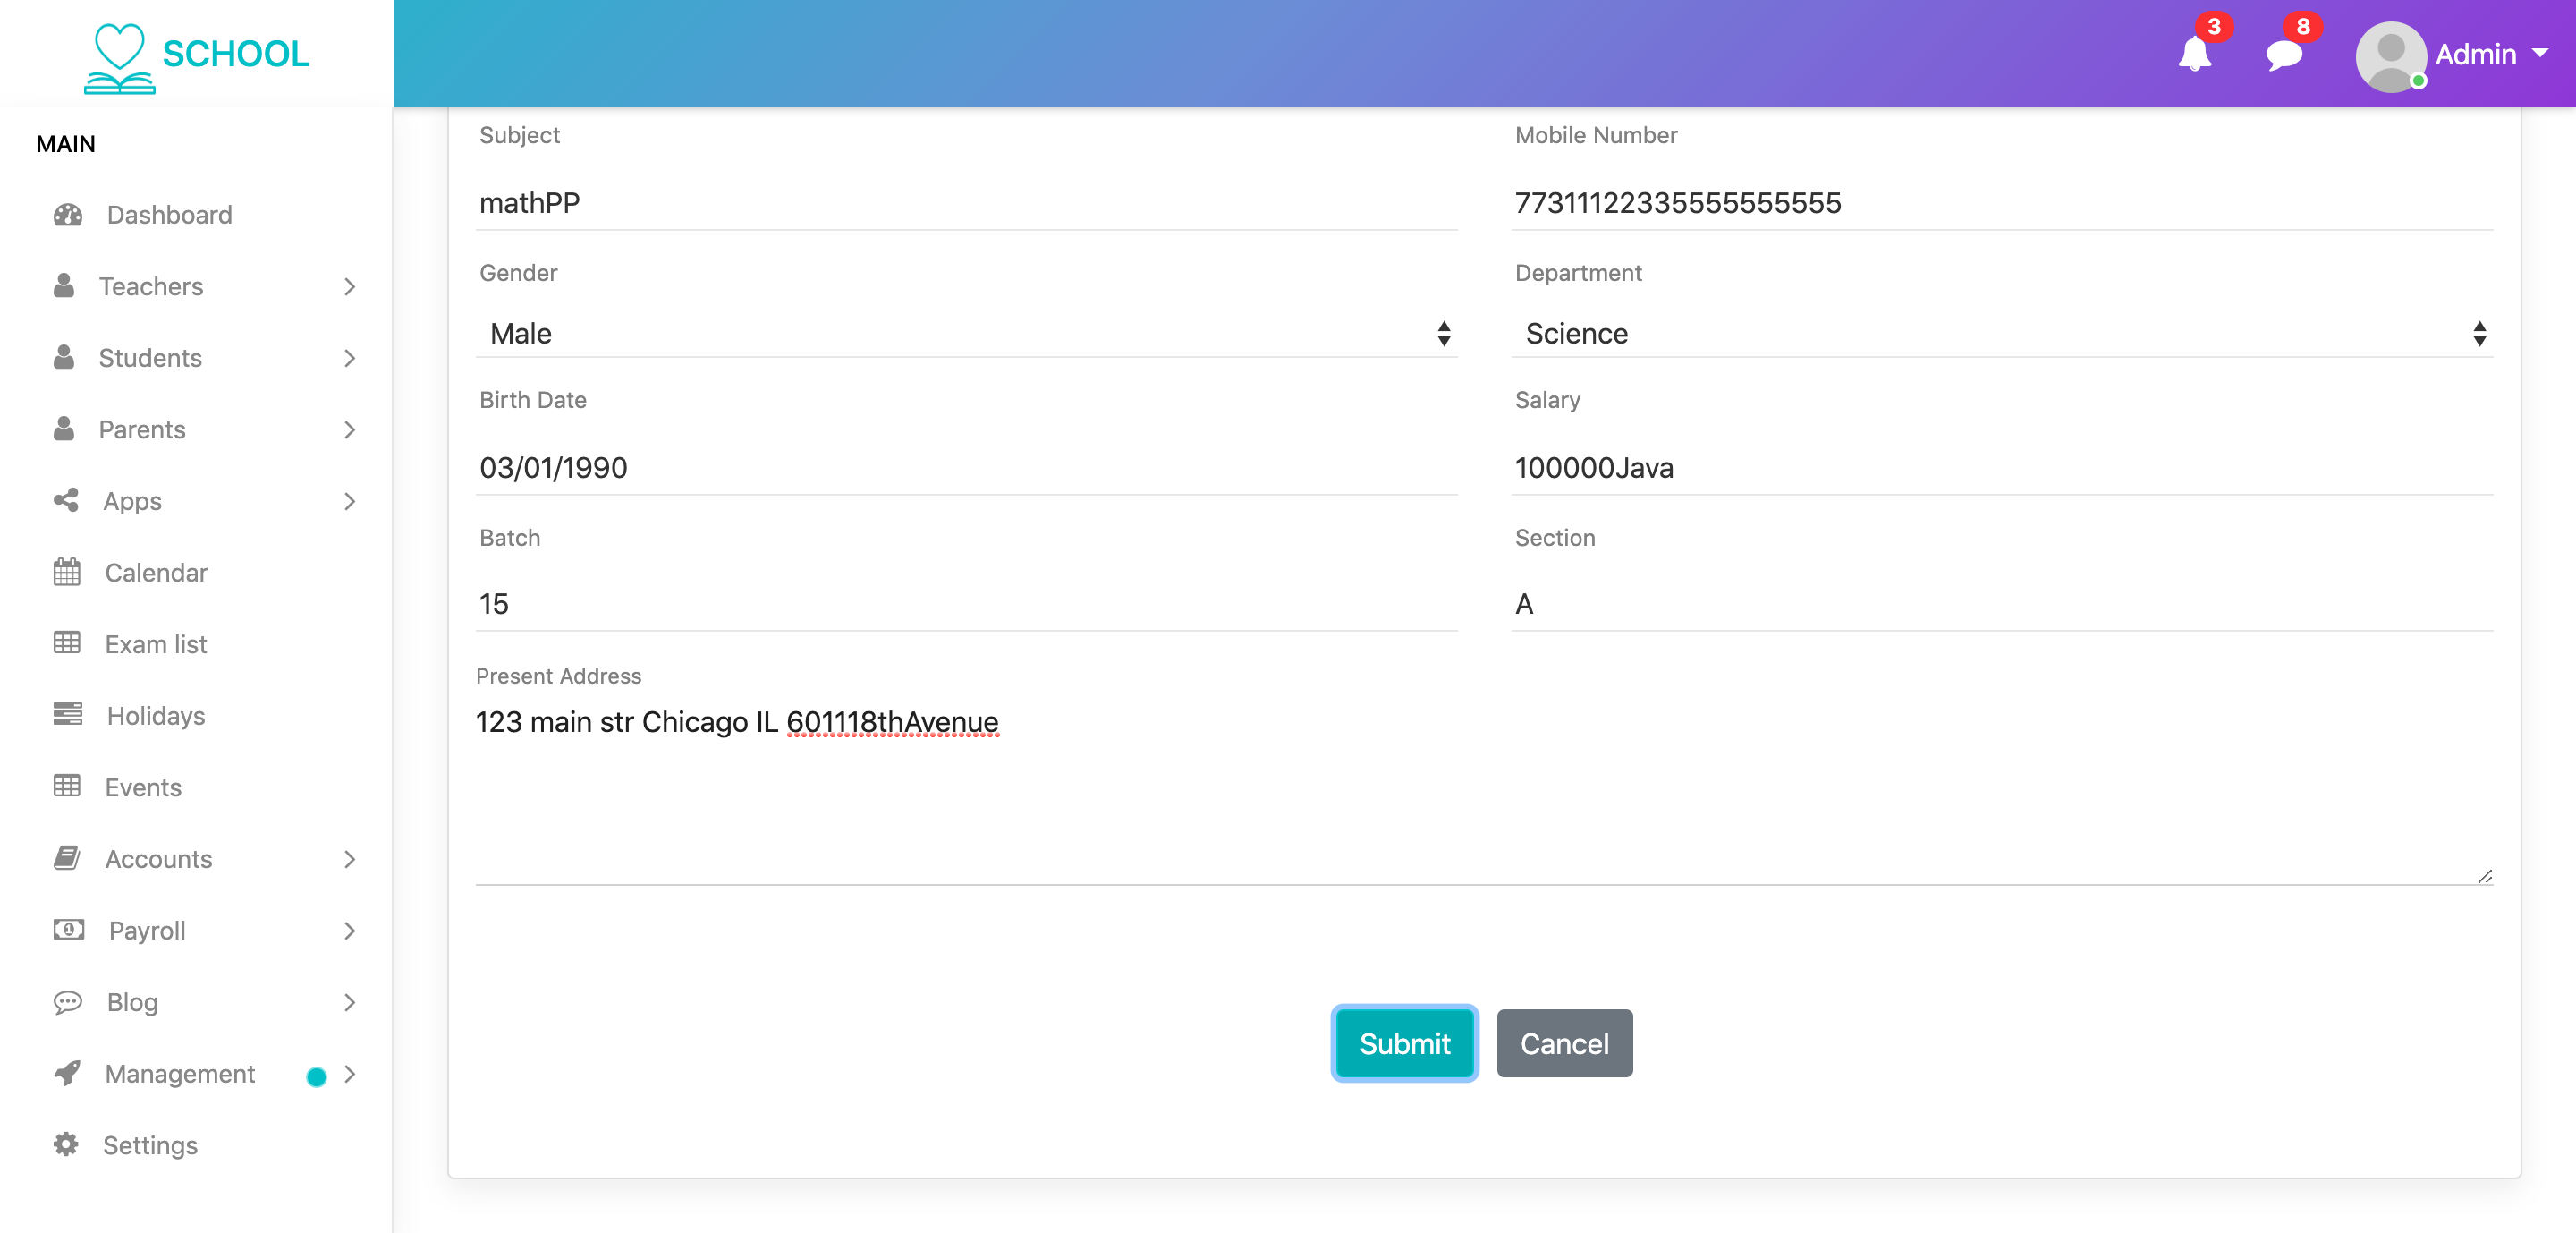 SCHOOL
3
8
Admin
MAIN
Dashboard
Teachers
Students
Parents
Apps
Calendar
Exam list
Holidays
Events
Accounts
Payroll
Blog
Management
Settings
Subject
Mobile Number
mathPP
77311122335555555555
Gender
Department
Male
Science
Birth Date
Salary
03/01/1990
100000Java
Batch
Section
15
A
Present Address
123 main str Chicago IL 601118thAvenue
Submit
Cancel